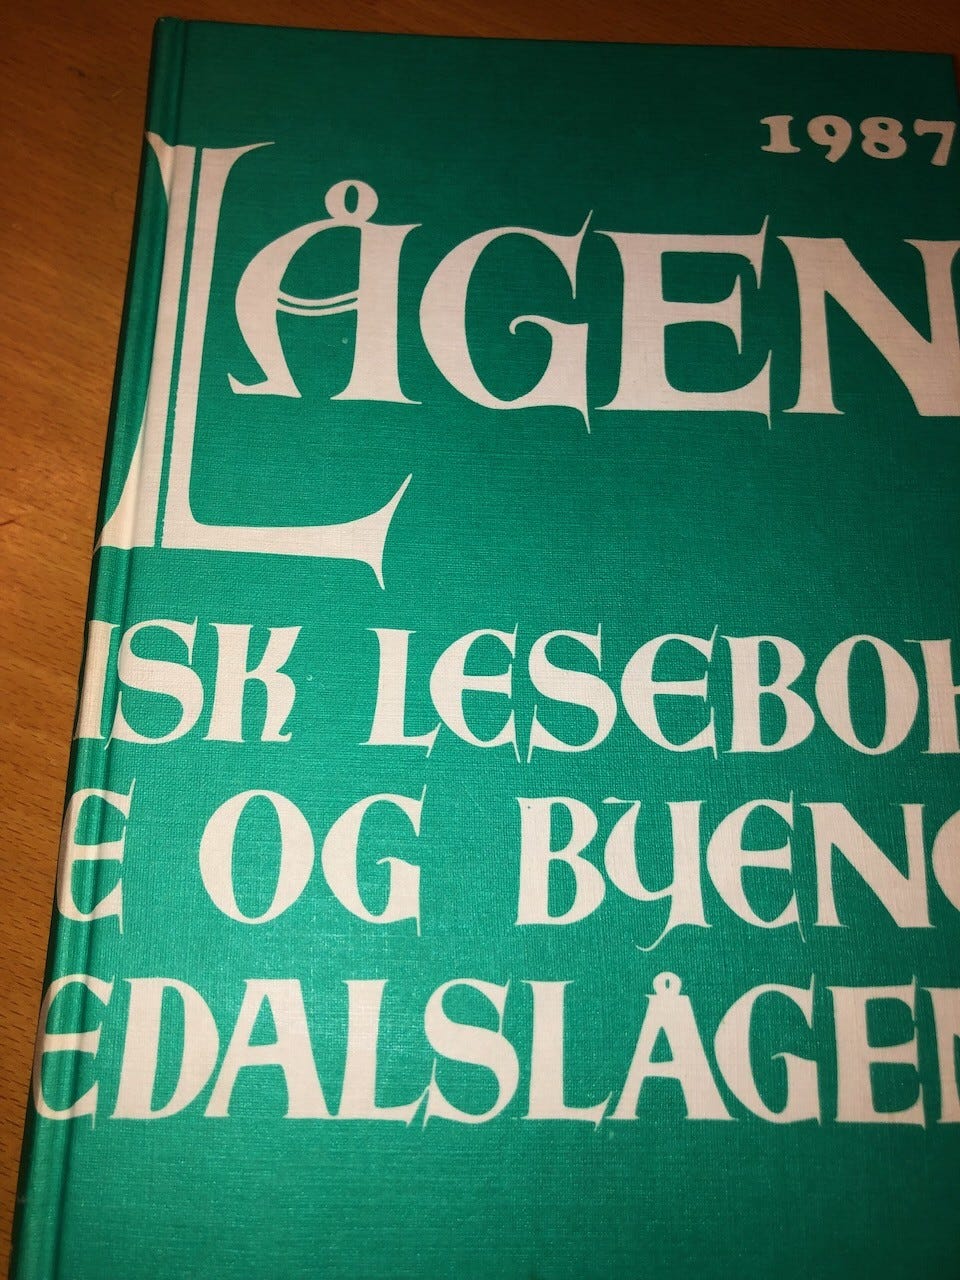 1987
LÅGEN
ISK LESEBOK
E OG BYENE
EDALSLÅGEN